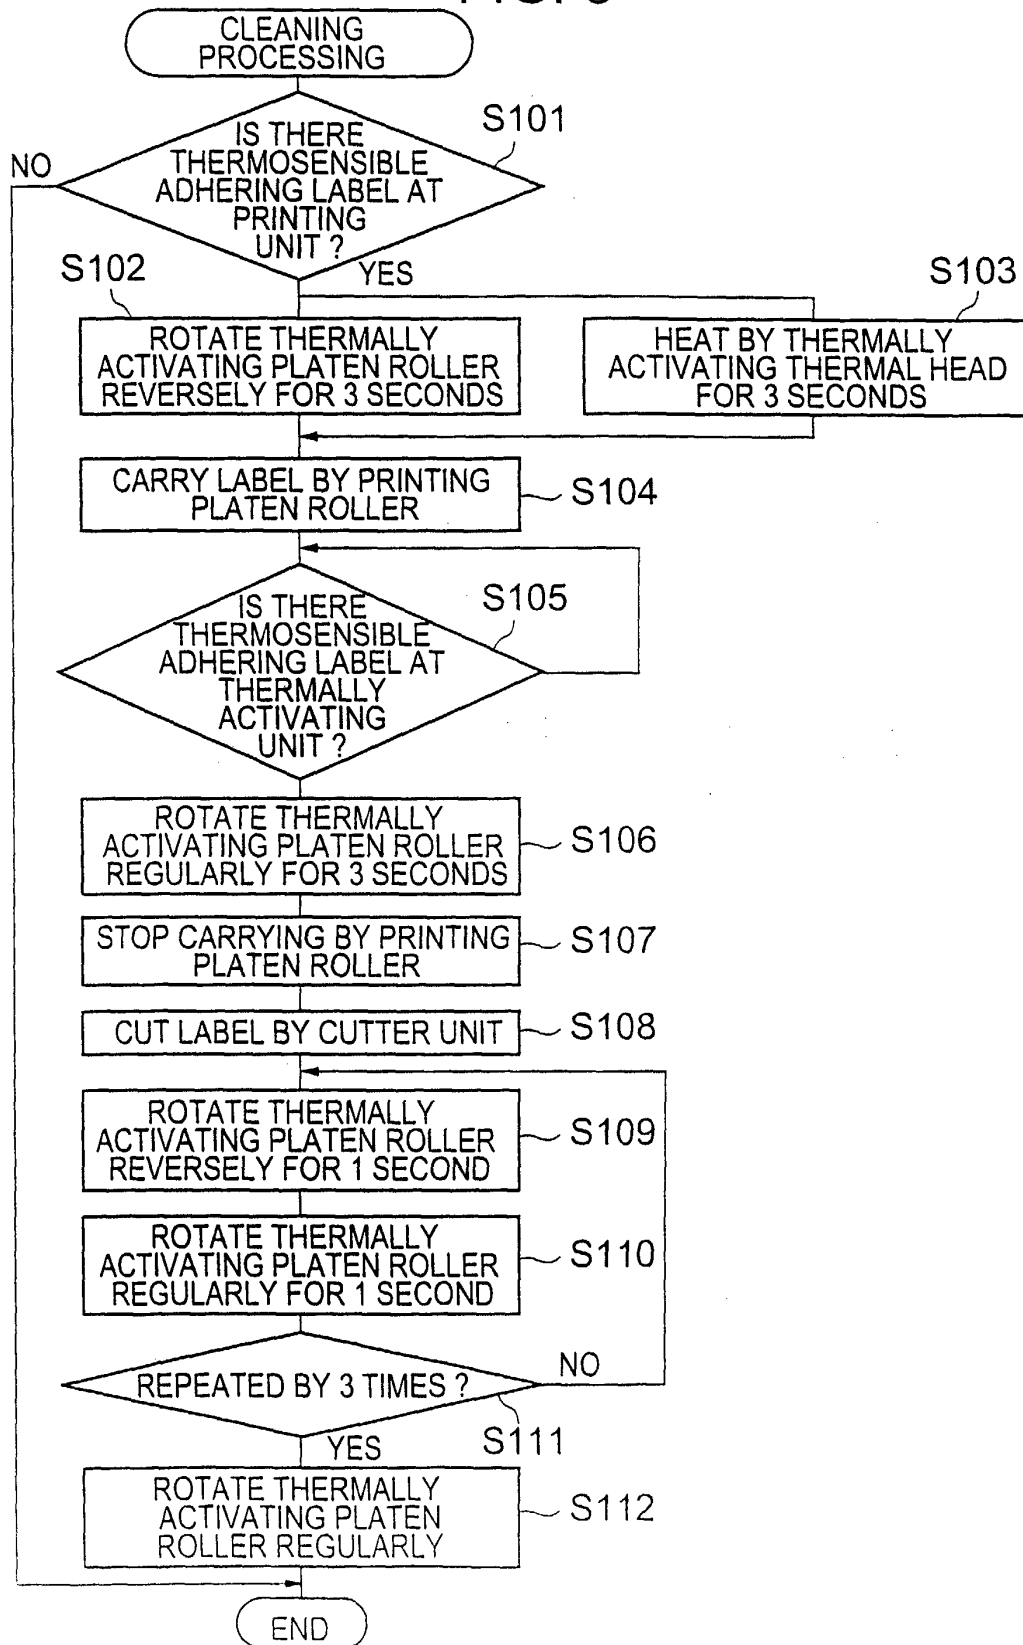 CLEANING
PROCESSING
S101
IS THERE
THERMOSENSIBLE
ADHERING LABEL AT
PRINTING
UNIT ?
NO
YES
S102
ROTATE THERMALLY
ACTIVATING PLATEN ROLLER
REVERSELY FOR 3 SECONDS
S103
HEAT BY THERMALLY
ACTIVATING THERMAL HEAD
FOR 3 SECONDS
CARRY LABEL BY PRINTING
PLATEN ROLLER
S104
IS THERE
THERMOSENSIBLE
ADHERING LABEL AT
THERMALLY
ACTIVATING
UNIT ?
S105
ROTATE THERMALLY
ACTIVATING PLATEN ROLLER
REGULARLY FOR 3 SECONDS
S106
STOP CARRYING BY PRINTING
PLATEN ROLLER
S107
CUT LABEL BY CUTTER UNIT
S108
ROTATE THERMALLY
ACTIVATING PLATEN ROLLER
REVERSELY FOR 1 SECOND
S109
ROTATE THERMALLY
ACTIVATING PLATEN ROLLER
REGULARLY FOR 1 SECOND
S110
REPEATED BY 3 TIMES ?
NO
S111
YES
ROTATE THERMALLY
ACTIVATING PLATEN
ROLLER REGULARLY
S112
END